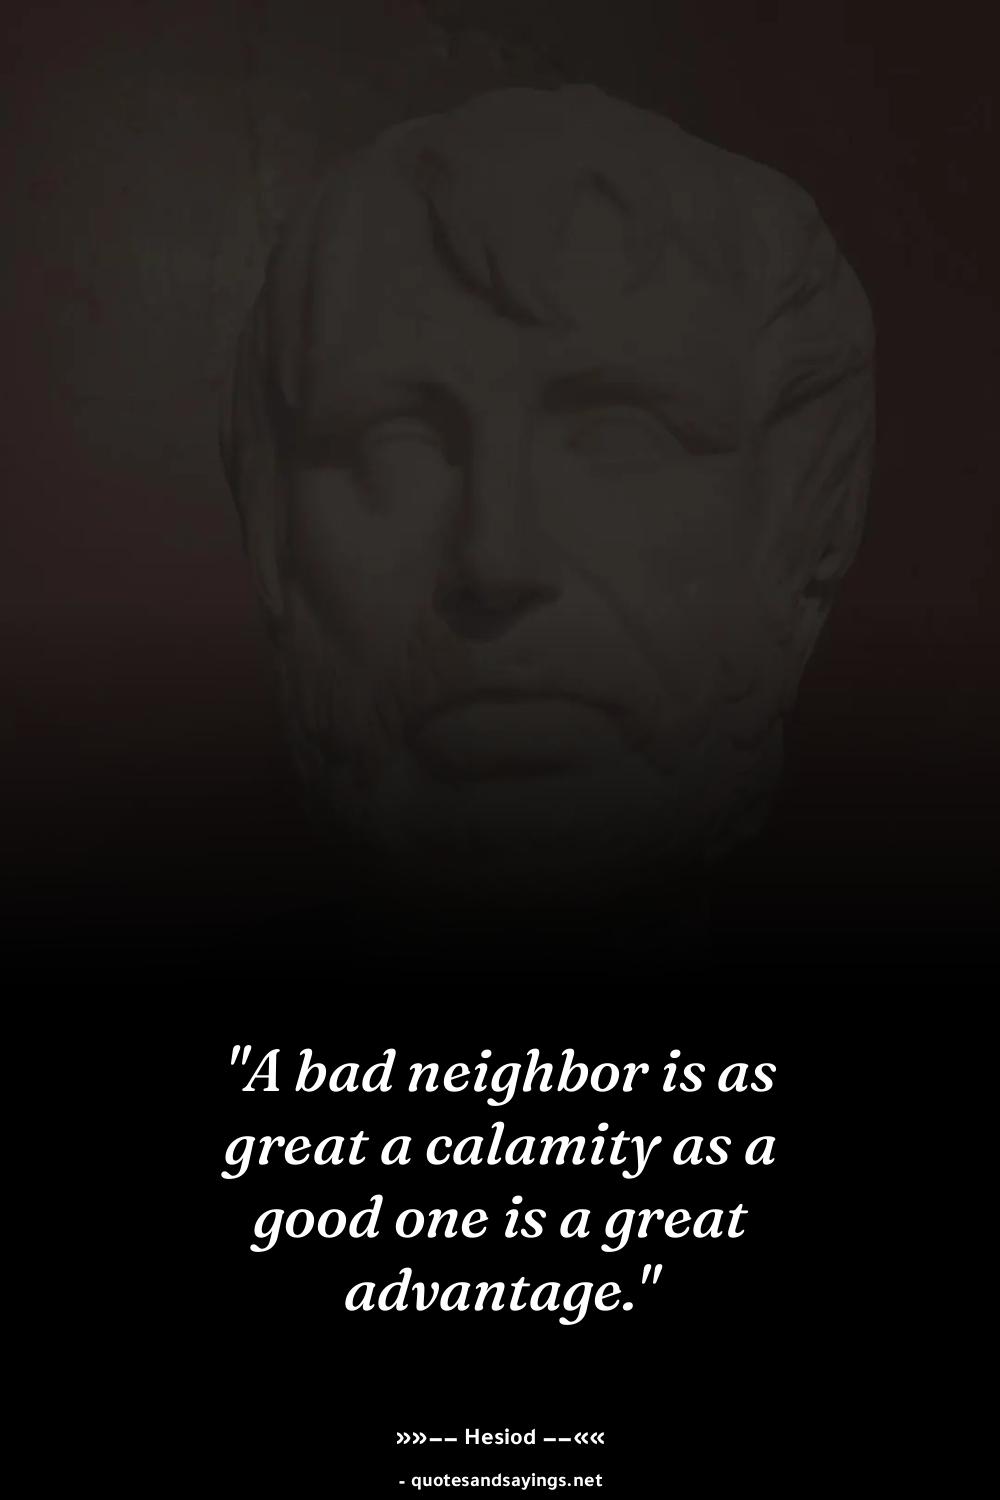 "A bad neighbor is as
great a calamity as a
good one is a great
advantage."
»»−− Hesiod −−««
- quotesandsayings.net